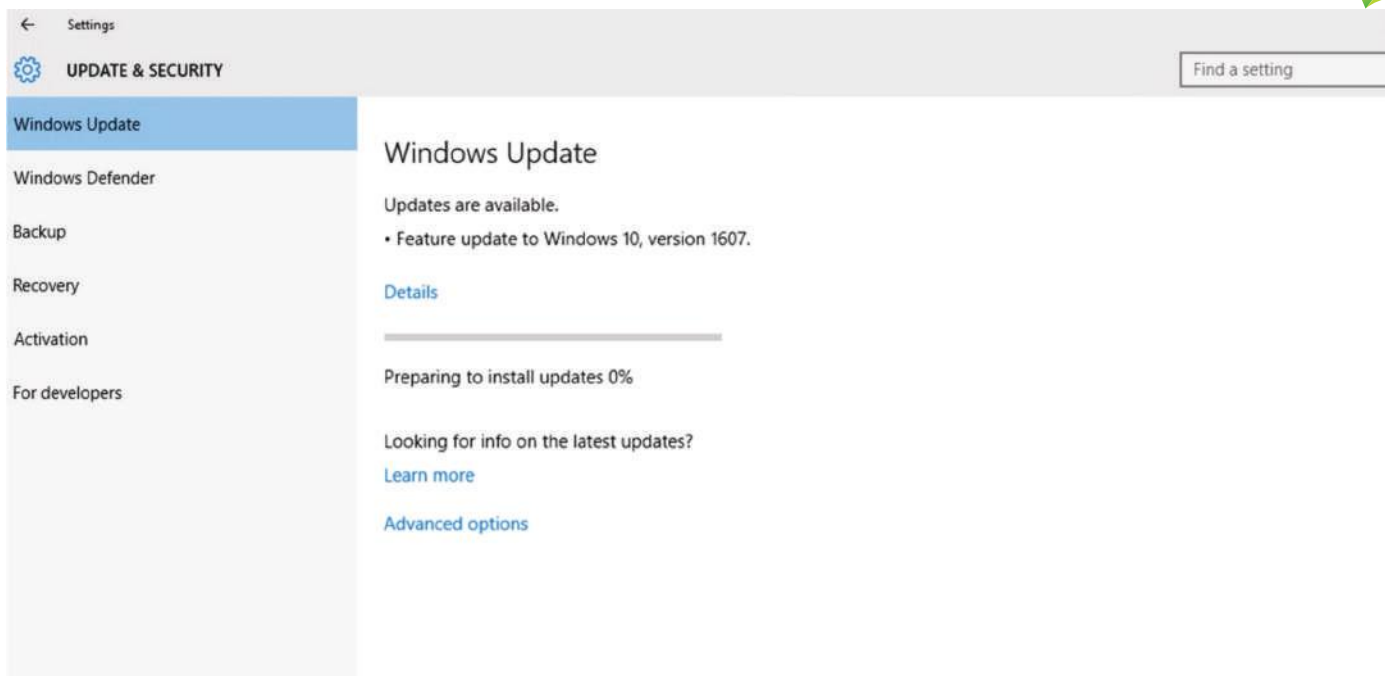 Settings
UPDATE & SECURITY
Find a setting
Windows Update
Windows Defender
Backup
Recovery
Activation
For developers
Windows Update
Updates are available.
• Feature update to Windows 10, version 1607.
Details
Preparing to install updates 0%
Looking for info on the latest updates?
Learn more
Advanced options